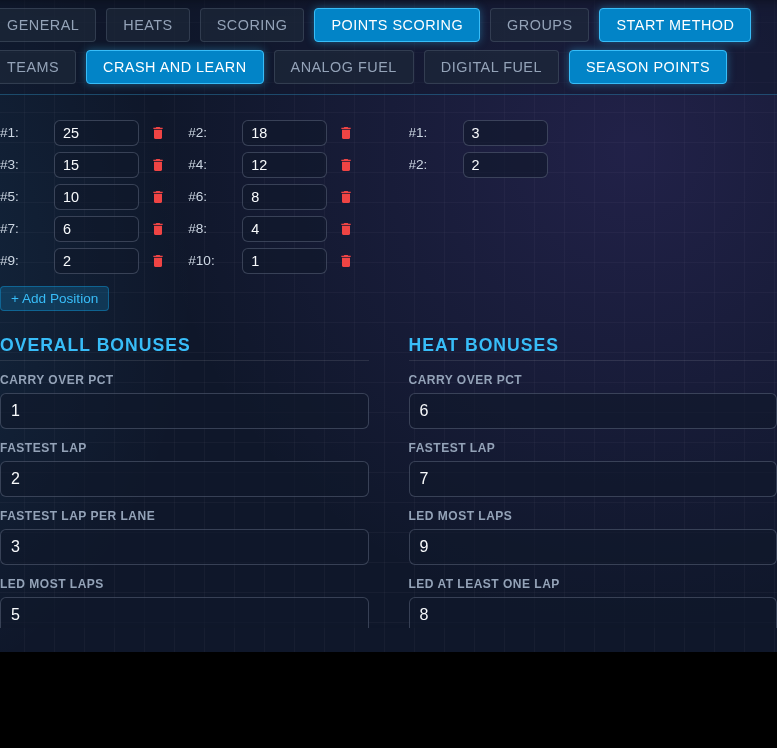 GENERAL HEATS SCORING POINTS SCORING GROUPS START METHOD
TEAMS CRASH AND LEARN ANALOG FUEL DIGITAL FUEL SEASON POINTS
#1: 25 #2: 18 #1: 3
#3: 15 #4: 12 #2: 2
#5: 10 #6: 8
#7: 6 #8: 4
#9: 2 #10: 1
+ Add Position
OVERALL BONUSES HEAT BONUSES
CARRY OVER PCT CARRY OVER PCT
1 6
FASTEST LAP FASTEST LAP
2 7
FASTEST LAP PER LANE LED MOST LAPS
3 9
LED MOST LAPS LED AT LEAST ONE LAP
5 8